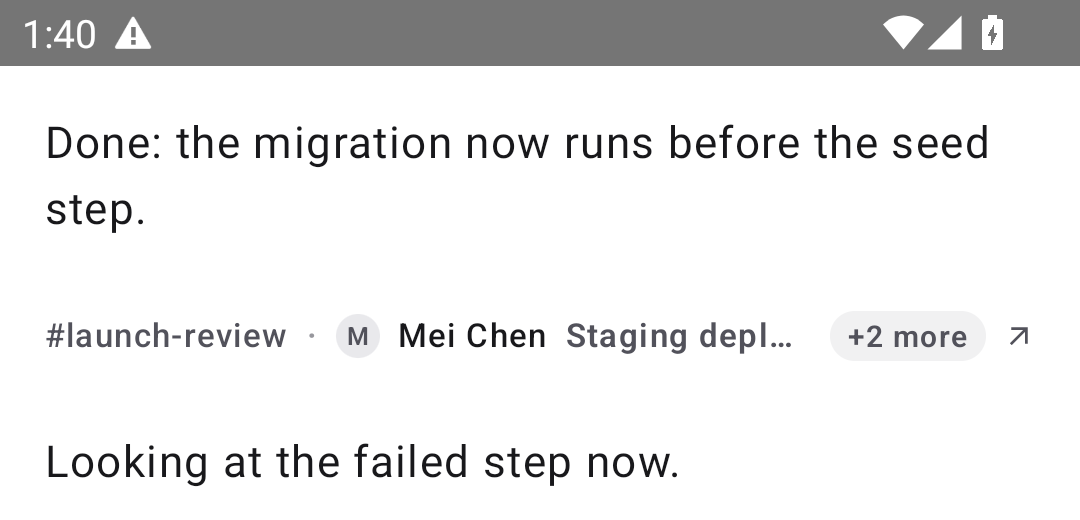 1:40
Done: the migration now runs before the seed
step.
#launch-review · M Mei Chen Staging depl... +2 more
Looking at the failed step now.